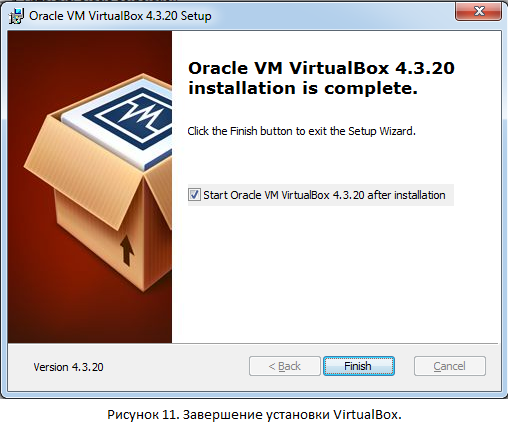 Oracle VM VirtualBox 4.3.20 Setup
Oracle VM VirtualBox 4.3.20
installation is complete.
Click the Finish button to exit the Setup Wizard.
Start Oracle VM VirtualBox 4.3.20 after installation
Version 4.3.20
< Back
Finish
Cancel
Рисунок 11. Завершение установки VirtualBox.